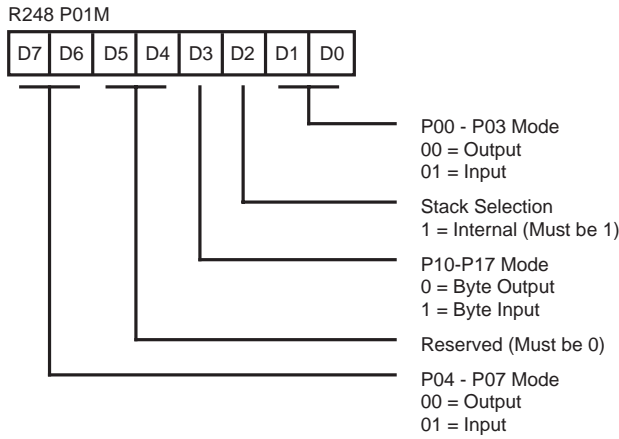 R248 P01M
D7 D6 D5 D4 D3 D2 D1 D0
P00 - P03 Mode
00 = Output
01 = Input
Stack Selection
1 = Internal (Must be 1)
P10-P17 Mode
0 = Byte Output
1 = Byte Input
Reserved (Must be 0)
P04 - P07 Mode
00 = Output
01 = Input